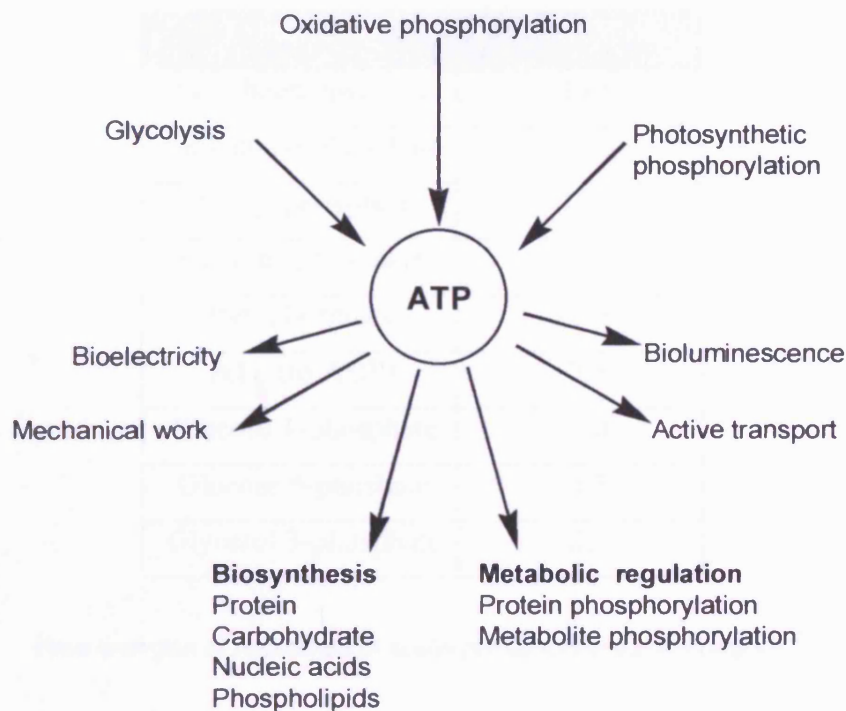 Oxidative phosphorylation
Glycolysis
Photosynthetic
phosphorylation
ATP
Bioelectricity
Bioluminescence
Mechanical work
Active transport
Biosynthesis
Protein
Carbohydrate
Nucleic acids
Phospholipids
Metabolic regulation
Protein phosphorylation
Metabolite phosphorylation